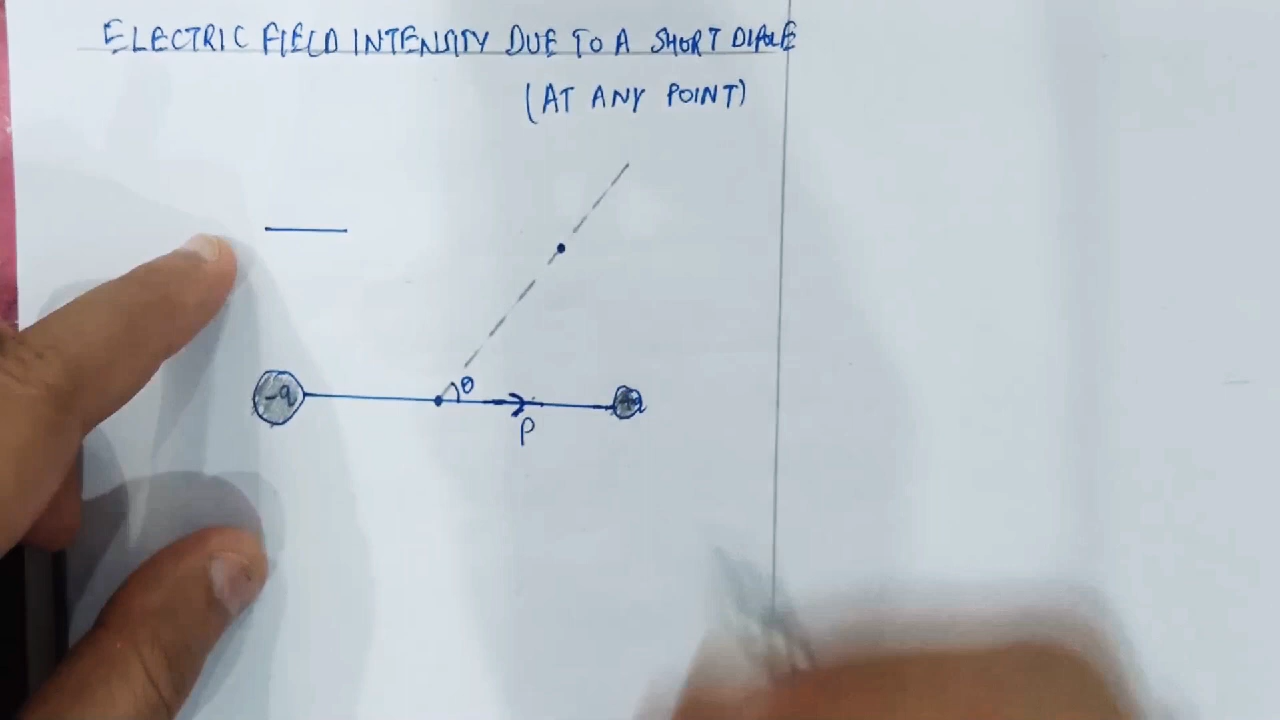 ELECTRIC FIELD INTENSITY DUE TO A SHORT DIPOLE
(AT ANY POINT)
θ
-q
+q
P